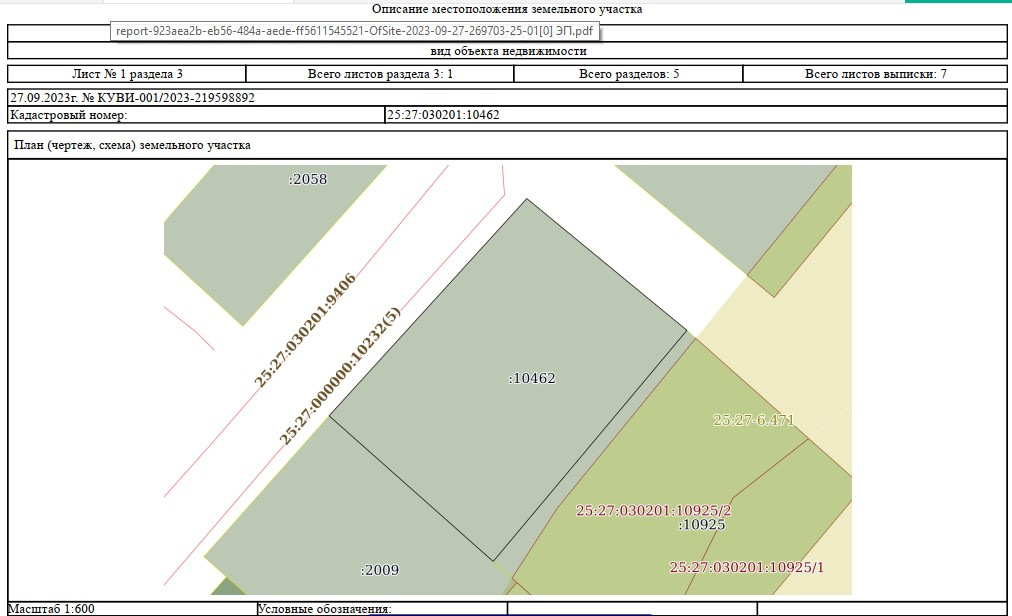 Описание местоположения земельного участка
report-923aea2b-eb56-484a-aede-ff5611545521-OfSite-2023-09-27-269703-25-01[0] ЭП.pdf
вид объекта недвижимости
Лист № 1 раздела 3 Всего листов раздела 3: 1 Всего разделов: 5 Всего листов выписки: 7
27.09.2023г. № КУВИ-001/2023-219598892
Кадастровый номер: 25:27:030201:10462
План (чертеж, схема) земельного участка
:2058
25:27:030201:9406
25:27:000000:10232(5)
:10462
25:27-6.471
25:27:030201:10925/2
:10925
25:27:030201:10925/1
:2009
Масштаб 1:600 Условные обозначения: